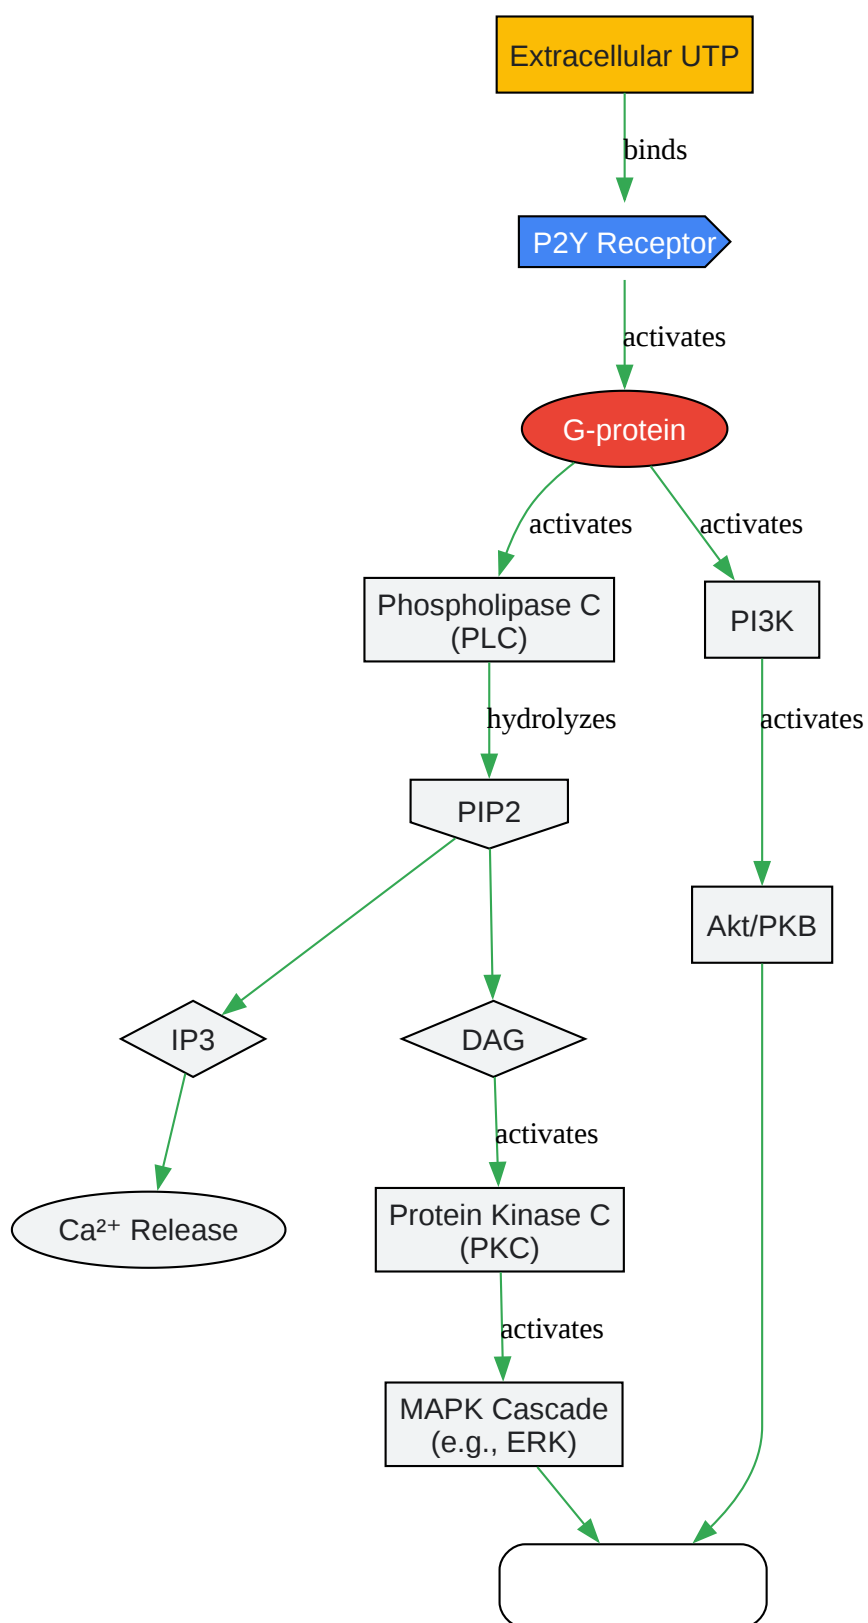 Extracellular UTP
binds
P2Y Receptor
activates
G-protein
activates
activates
Phospholipase C
(PLC)
PI3K
hydrolyzes
activates
PIP2
Akt/PKB
IP3
DAG
activates
Ca²⁺ Release
Protein Kinase C
(PKC)
activates
MAPK Cascade
(e.g., ERK)